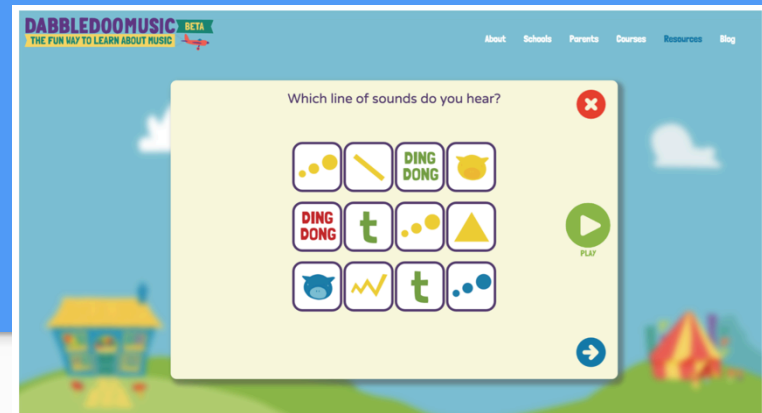 DABBLEDOOMUSIC BETA
THE FUN WAY TO LEARN ABOUT MUSIC
About Schools Parents Courses Resources Blog
Which line of sounds do you hear?
DING
DONG
DING
DONG
t
t
PLAY